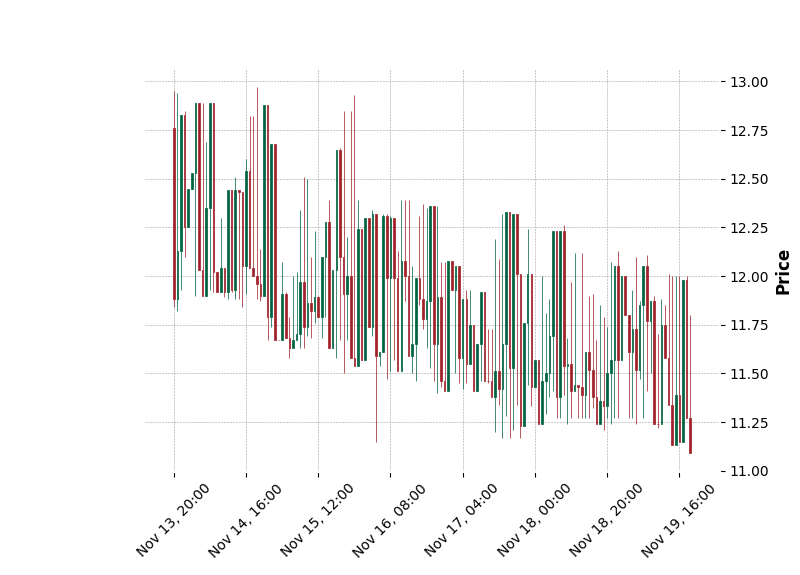 13.00
12.75
12.50
12.25
12.00
11.75
11.50
11.25
11.00
Price
Nov 13, 20:00
Nov 14, 16:00
Nov 15, 12:00
Nov 16, 08:00
Nov 17, 04:00
Nov 18, 00:00
Nov 18, 20:00
Nov 19, 16:00